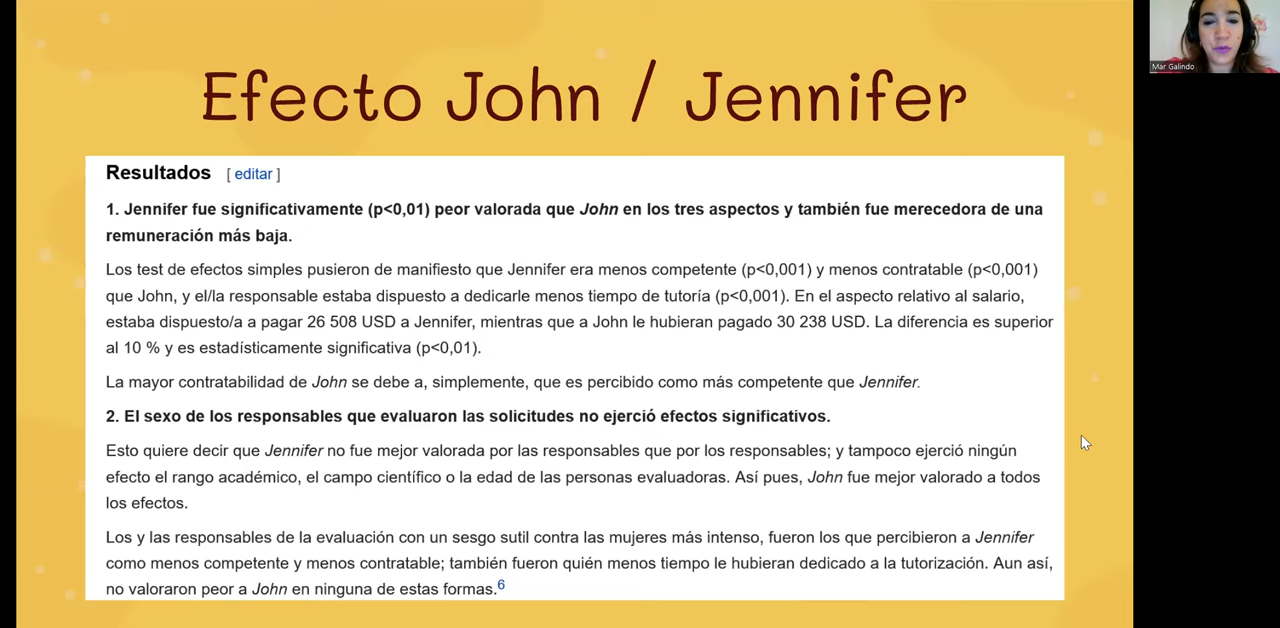 Mar Galindo
Efecto John / Jennifer
Resultados [ editar ]
1. Jennifer fue significativamente (p<0,01) peor valorada que John en los tres aspectos y también fue merecedora de una
remuneración más baja.
Los test de efectos simples pusieron de manifiesto que Jennifer era menos competente (p<0,001) y menos contratable (p<0,001)
que John, y el/la responsable estaba dispuesto a dedicarle menos tiempo de tutoría (p<0,001). En el aspecto relativo al salario,
estaba dispuesto/a a pagar 26 508 USD a Jennifer, mientras que a John le hubieran pagado 30 238 USD. La diferencia es superior
al 10 % y es estadísticamente significativa (p<0,01).
La mayor contratabilidad de John se debe a, simplemente, que es percibido como más competente que Jennifer.
2. El sexo de los responsables que evaluaron las solicitudes no ejerció efectos significativos.
Esto quiere decir que Jennifer no fue mejor valorada por las responsables que por los responsables; y tampoco ejerció ningún
efecto el rango académico, el campo científico o la edad de las personas evaluadoras. Así pues, John fue mejor valorado a todos
los efectos.
Los y las responsables de la evaluación con un sesgo sutil contra las mujeres más intenso, fueron los que percibieron a Jennifer
como menos competente y menos contratable; también fueron quién menos tiempo le hubieran dedicado a la tutorización. Aun así,
no valoraron peor a John en ninguna de estas formas.6